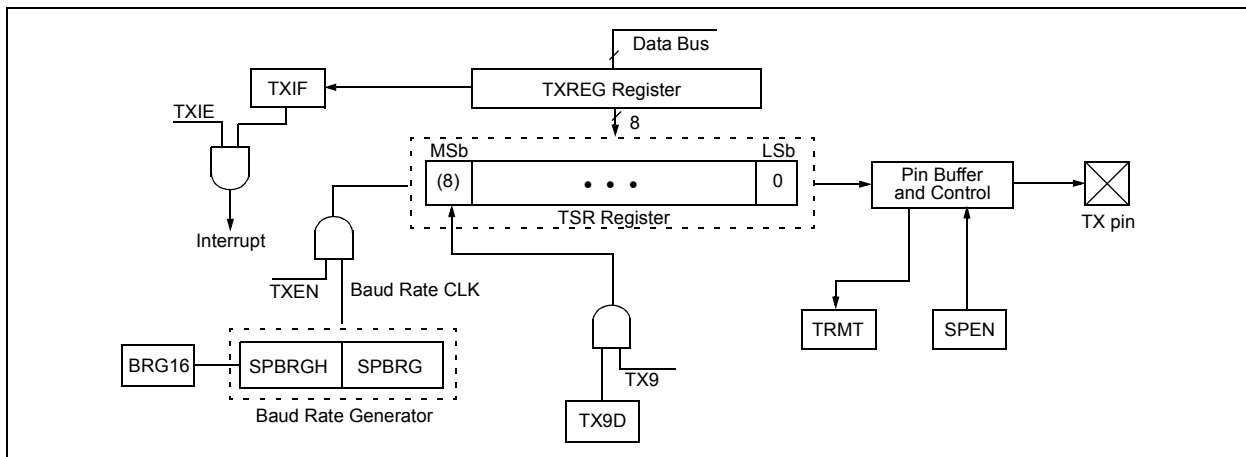 Data Bus
TXIF
TXREG Register
TXIE
8
MSb
LSb
(8)
• • •
0
Pin Buffer
and Control
TSR Register
TX pin
Interrupt
TXEN
Baud Rate CLK
TRMT
SPEN
BRG16
SPBRGH
SPBRG
TX9
Baud Rate Generator
TX9D